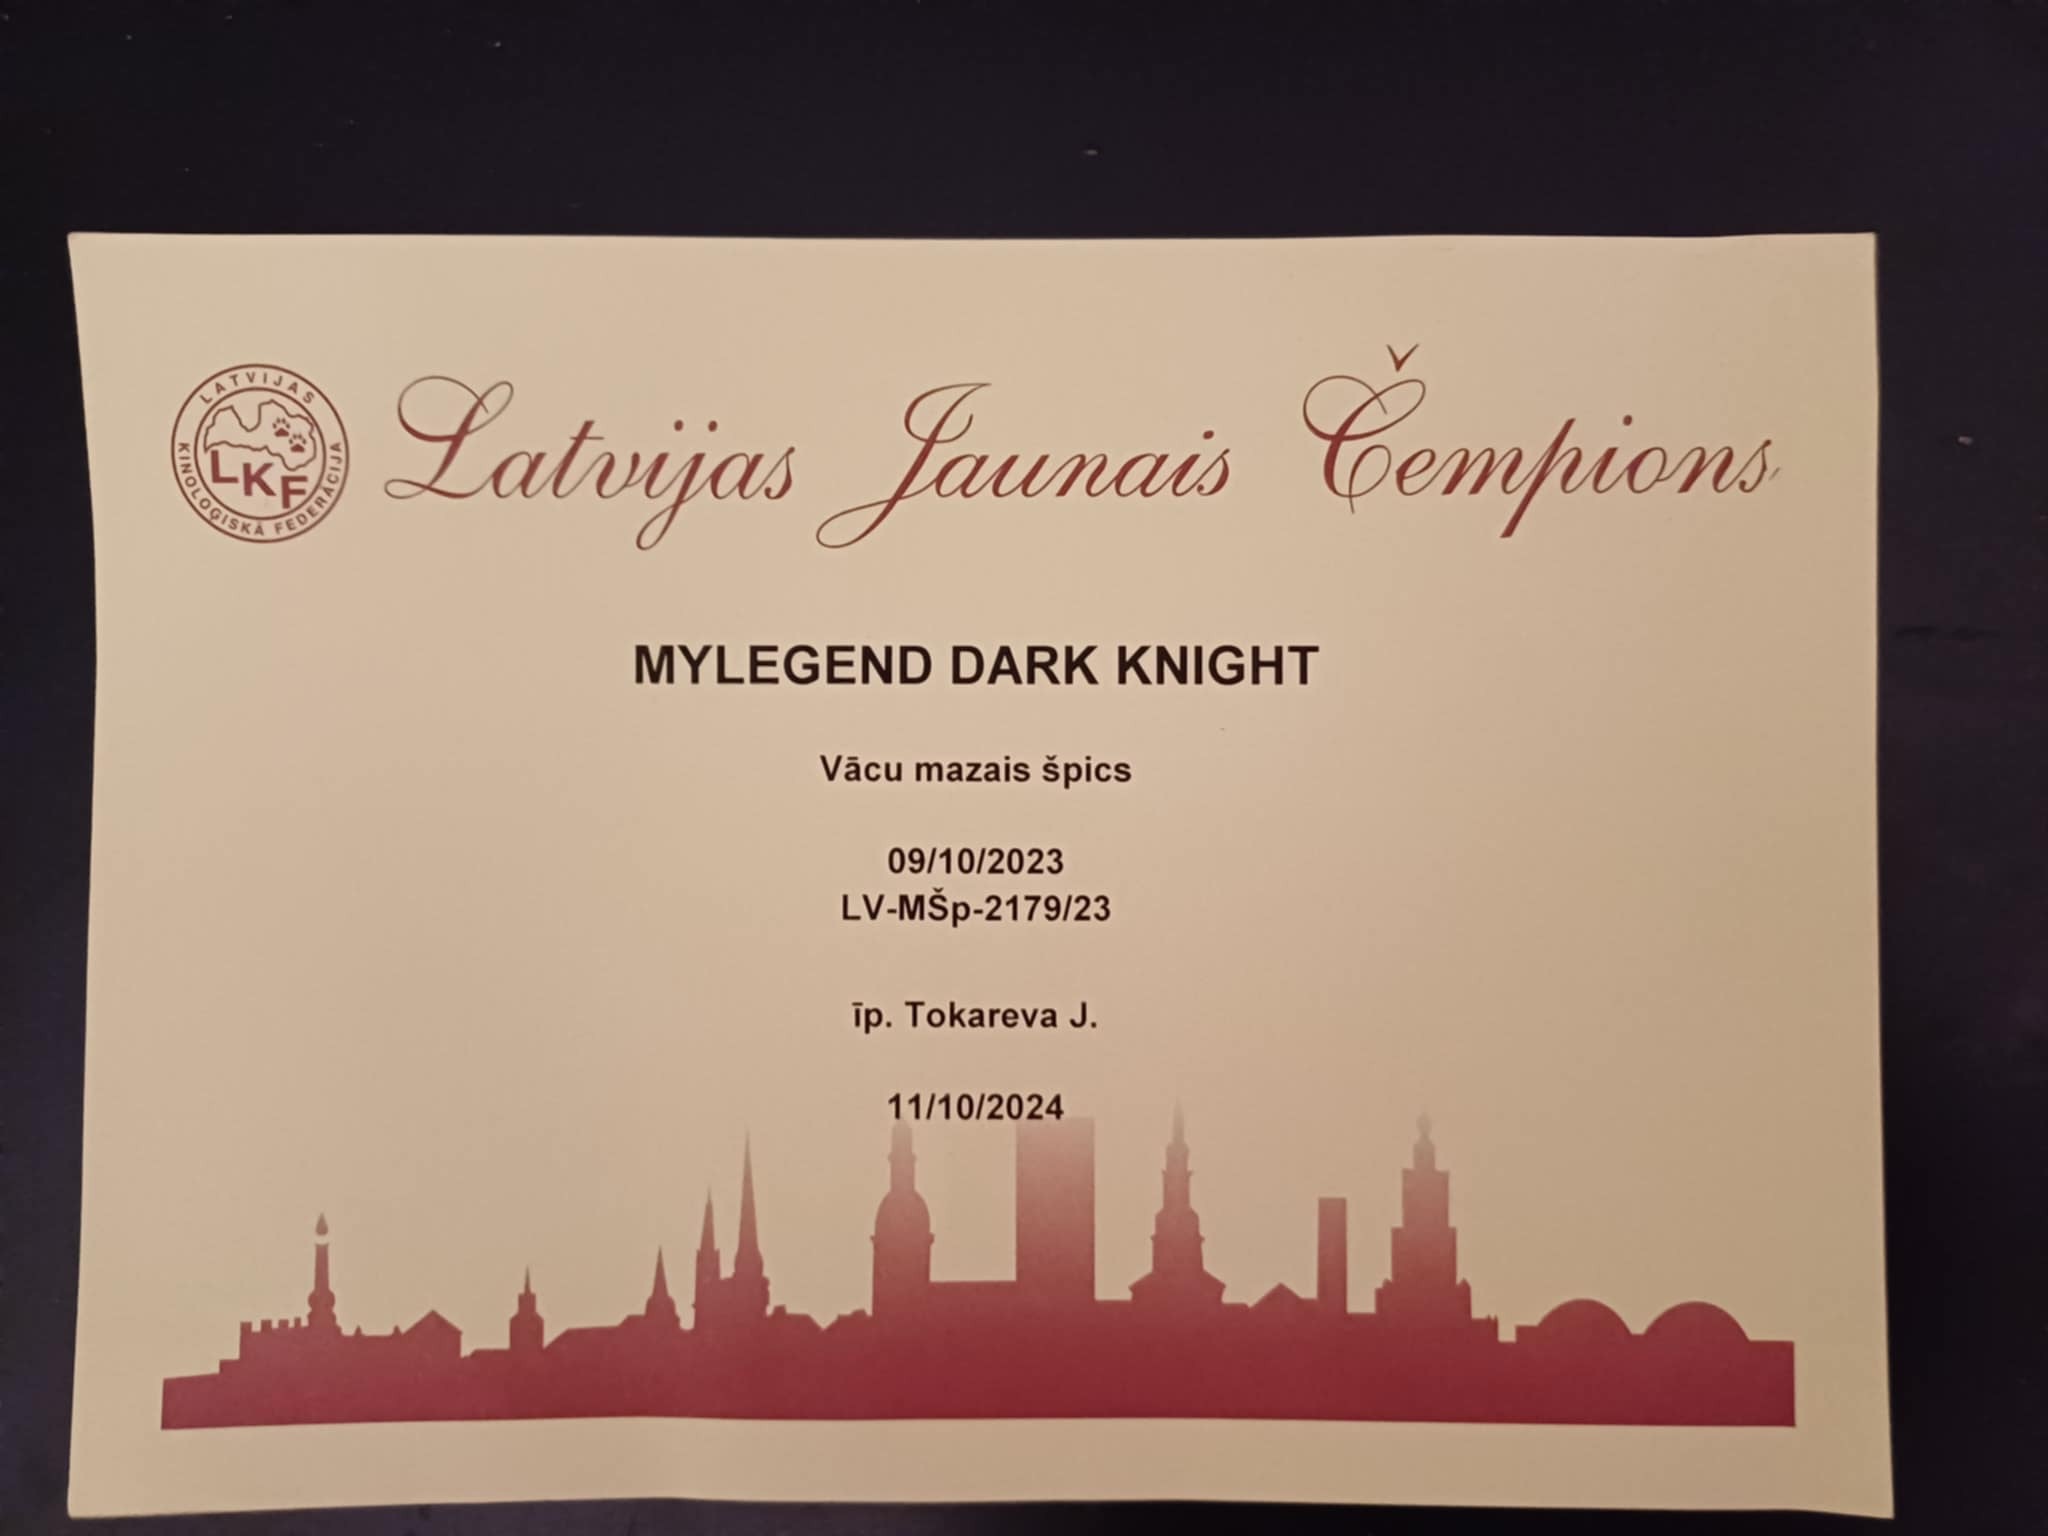 LATVIJAS
KINOLOĢISKĀ FEDERĀCIJA
LKF
Latvijas Jaunais Čempions
MYLEGEND DARK KNIGHT
Vācu mazais špics
09/10/2023
LV-MŠp-2179/23
īp. Tokareva J.
11/10/2024